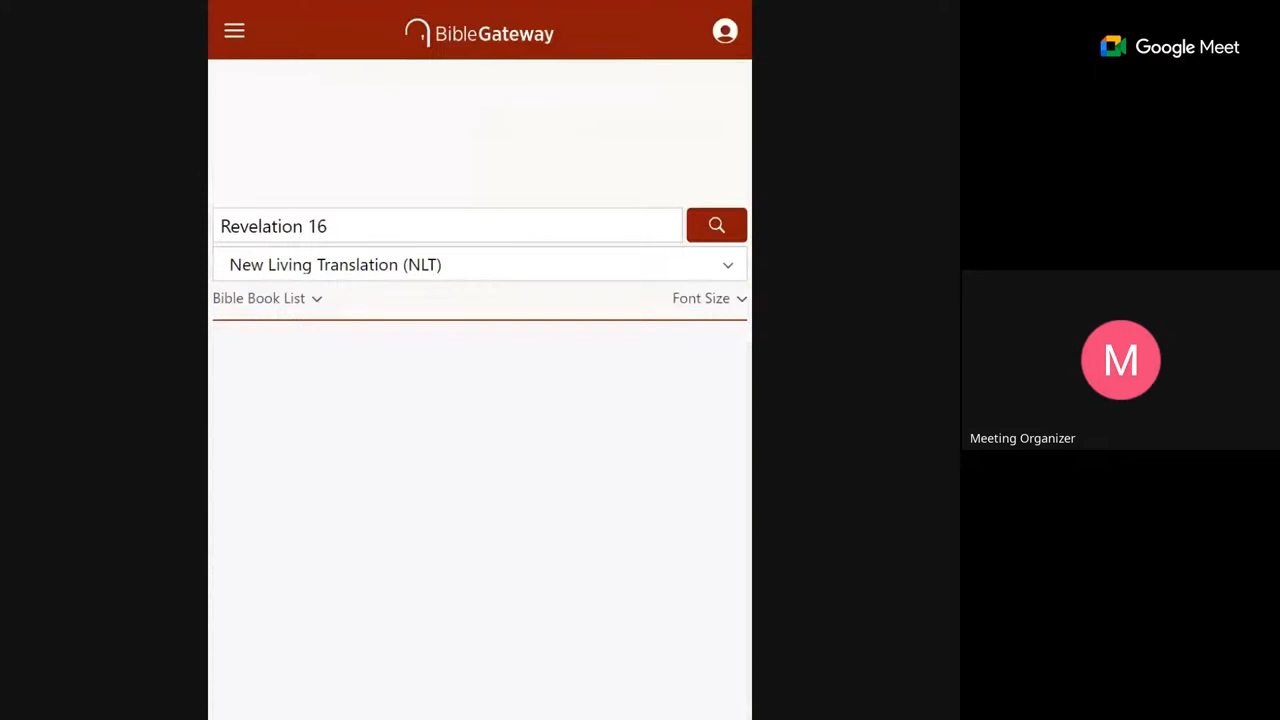 BibleGateway
Google Meet
Revelation 16
New Living Translation (NLT)
Bible Book List
Font Size
M
Meeting Organizer